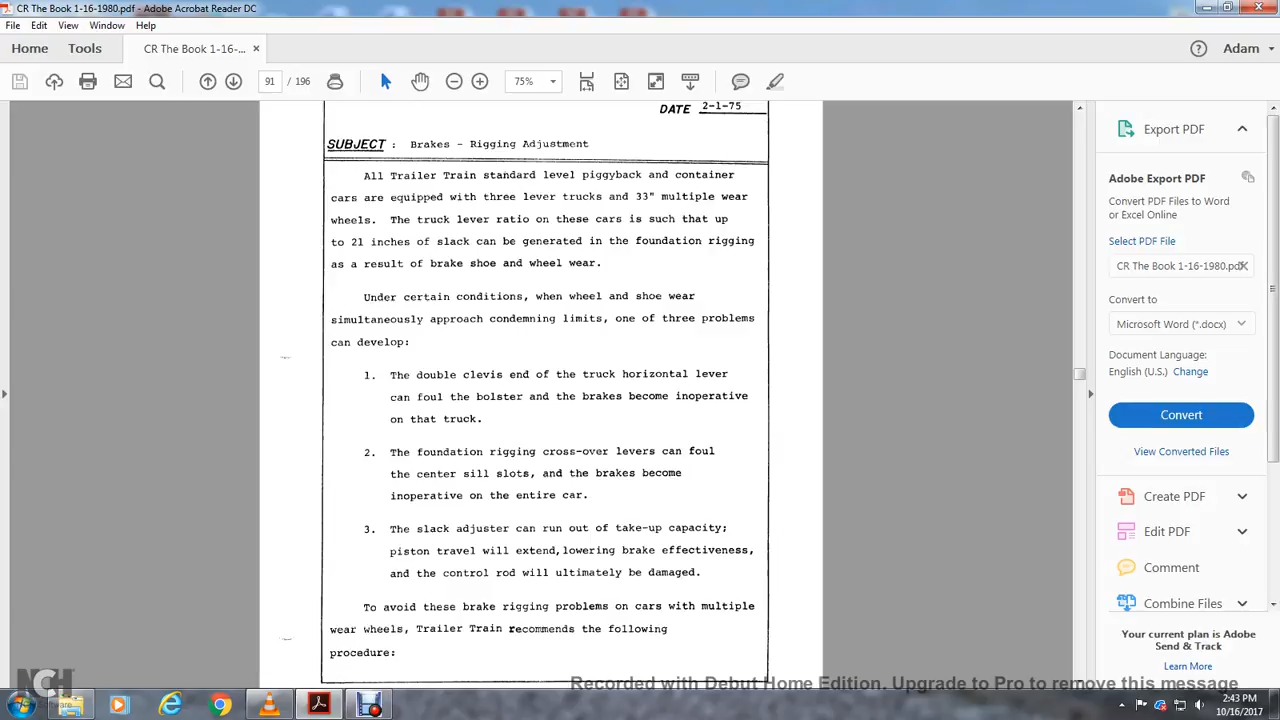 CR The Book 1-16-1980.pdf - Adobe Acrobat Reader DC
File Edit View Window Help
Home Tools CR The Book 1-16-... × Adam
91 / 196 75%
DATE 2-1-75
SUBJECT : Brakes - Rigging Adjustment
All Trailer Train standard level piggyback and container
cars are equipped with three lever trucks and 33" multiple wear
wheels. The truck lever ratio on these cars is such that up
to 21 inches of slack can be generated in the foundation rigging
as a result of brake shoe and wheel wear.
Under certain conditions, when wheel and shoe wear
simultaneously approach condemning limits, one of three problems
can develop:
1. The double clevis end of the truck horizontal lever
can foul the bolster and the brakes become inoperative
on that truck.
2. The foundation rigging cross-over levers can foul
the center sill slots, and the brakes become
inoperative on the entire car.
3. The slack adjuster can run out of take-up capacity;
piston travel will extend, lowering brake effectiveness,
and the control rod will ultimately be damaged.
To avoid these brake rigging problems on cars with multiple
wear wheels, Trailer Train recommends the following
procedure:
Export PDF
Adobe Export PDF
Convert PDF Files to Word
or Excel Online
Select PDF File
CR The Book 1-16-1980.pdf
Convert to
Microsoft Word (*.docx)
Document Language:
English (U.S.) Change
Convert
View Converted Files
Create PDF
Edit PDF
Comment
Combine Files
Your current plan is Adobe
Send & Track
Learn More
NCH
Recorded with Debut Home Edition. Upgrade to Pro to remove this message
2:43 PM
10/16/2017